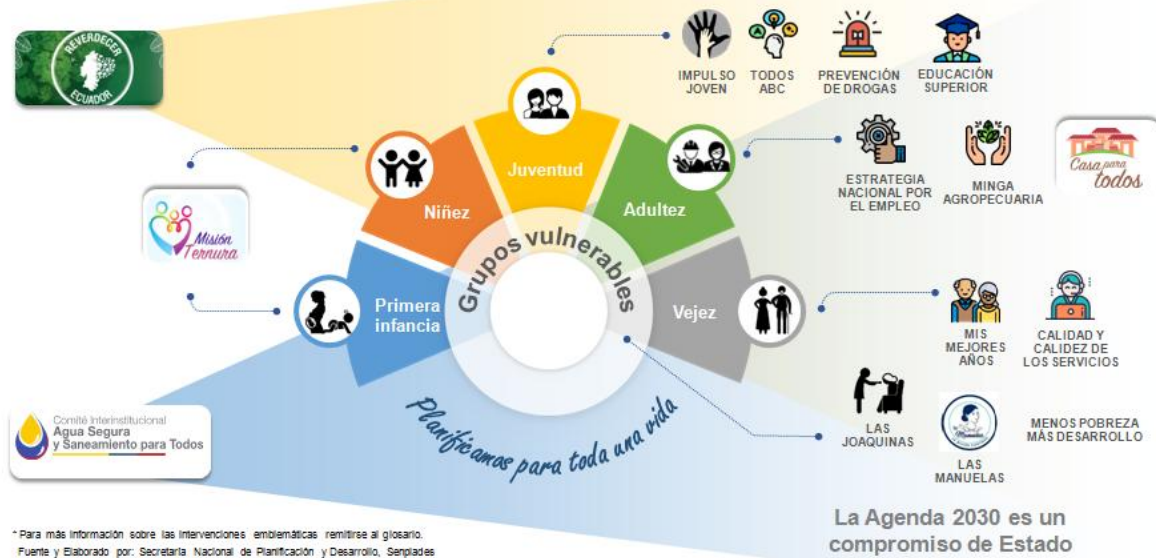 REVERDECER
ECUADOR
IMPULSO
JOVEN
TODOS
ABC
PREVENCIÓN
DE DROGAS
EDUCACIÓN
SUPERIOR
Juventud
Niñez
Adultez
ESTRATEGIA
NACIONAL POR
EL EMPLEO
MINGA
AGROPECUARIA
Casa para
todos
Misión
Ternura
Grupos vulnerables
Primera
infancia
Vejez
MIS
MEJORES
AÑOS
CALIDAD Y
CALIDEZ DE
LOS SERVICIOS
Planificamos para toda una vida
Comité Interinstitucional
Agua Segura
y Saneamiento para Todos
LAS
JOAQUINAS
Manuelas
LAS
MANUELAS
MENOS POBREZA
MÁS DESARROLLO
La Agenda 2030 es un
compromiso de Estado
* Para más información sobre las intervenciones emblemáticas remitirse al glosario.
Fuente y Elaborado por: Secretaría Nacional de Planificación y Desarrollo, Senplades